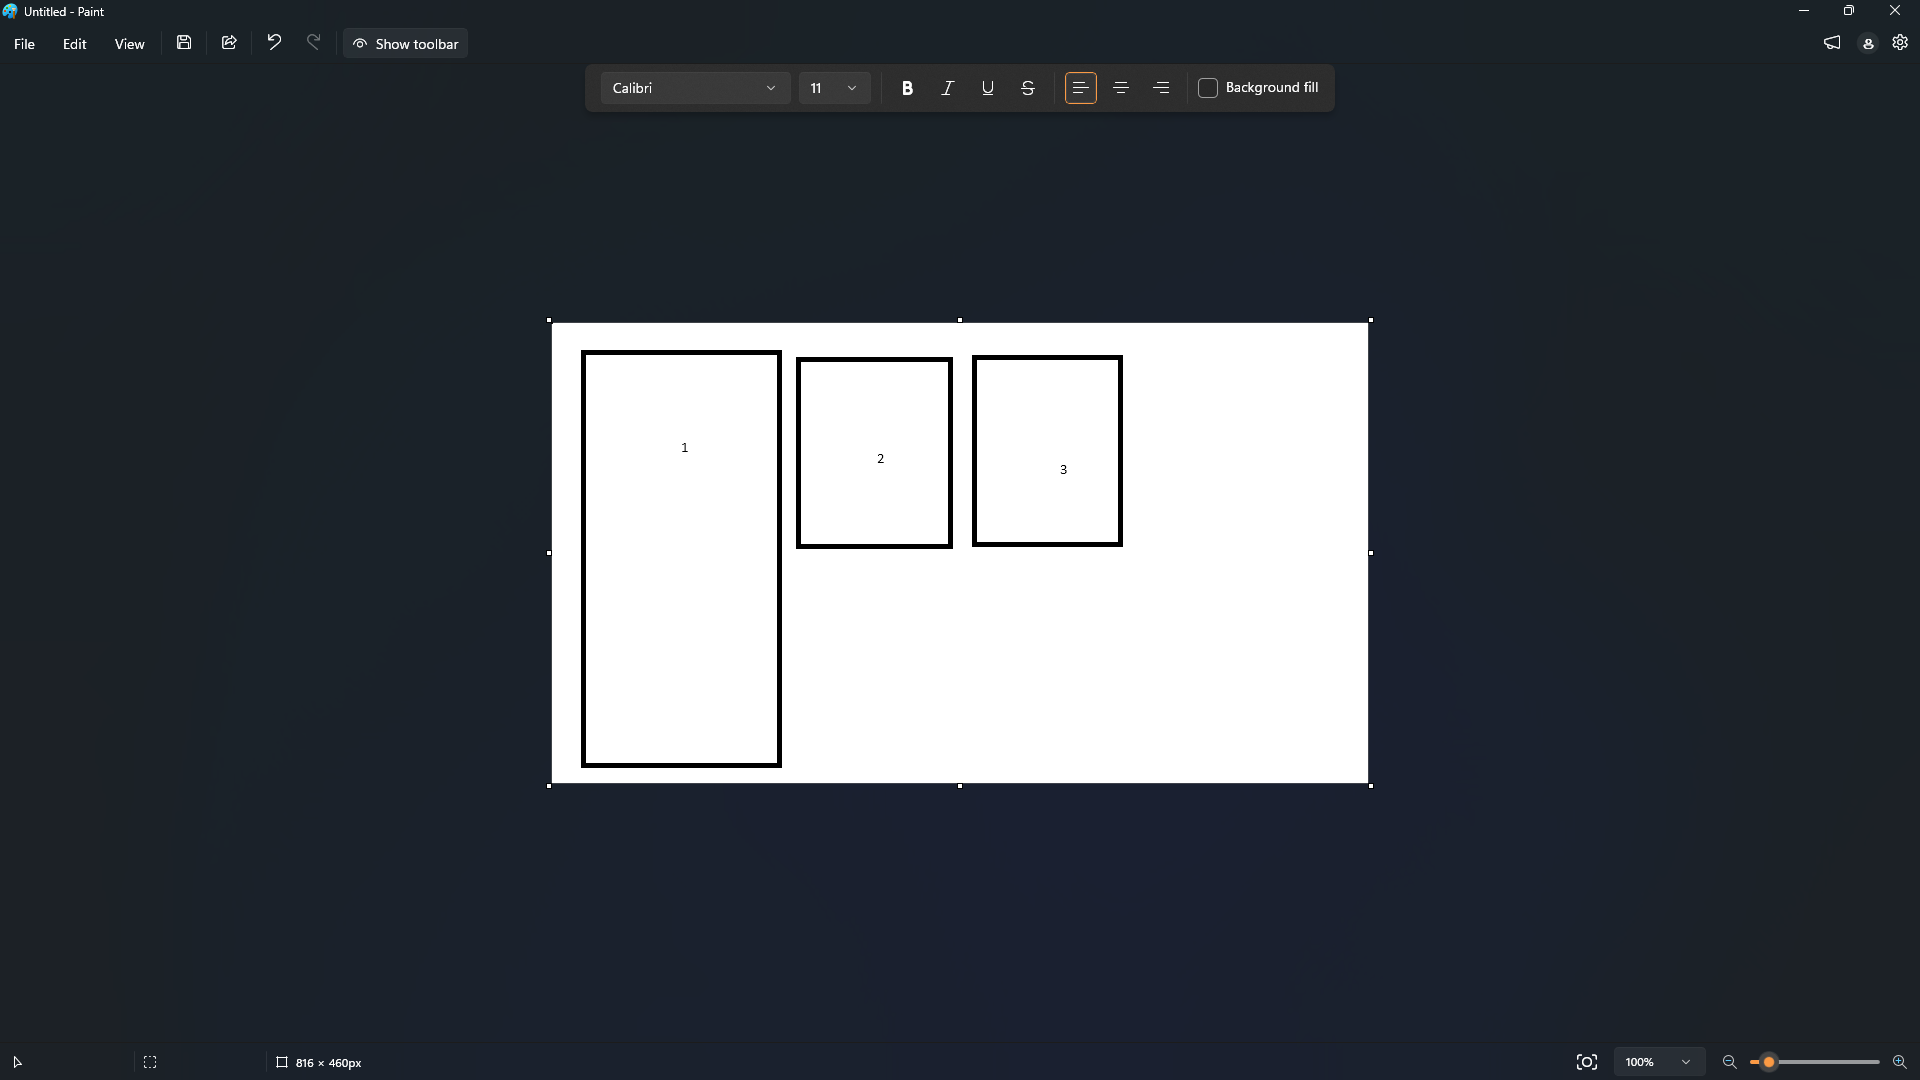 Untitled - Paint
File Edit View Show toolbar
Calibri 11 B I U S Background fill
1
2
3
816 × 460px 100%